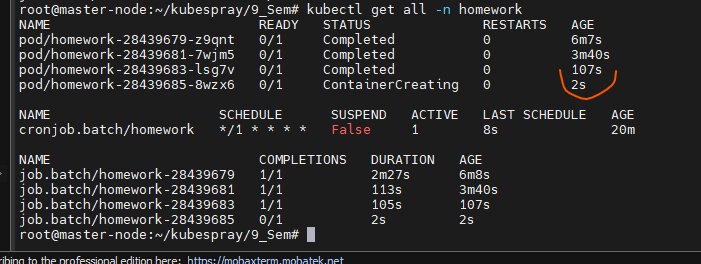 root@master-node:~/kubespray/9_Sem# kubectl get all -n homework
NAME READY STATUS RESTARTS AGE
pod/homework-28439679-z9qnt 0/1 Completed 0 6m7s
pod/homework-28439681-7wjm5 0/1 Completed 0 3m40s
pod/homework-28439683-lsg7v 0/1 Completed 0 107s
pod/homework-28439685-8wzx6 0/1 ContainerCreating 0 2s
NAME SCHEDULE SUSPEND ACTIVE LAST SCHEDULE AGE
cronjob.batch/homework */1 * * * * False 1 8s 20m
NAME COMPLETIONS DURATION AGE
job.batch/homework-28439679 1/1 2m27s 6m8s
job.batch/homework-28439681 1/1 113s 3m40s
job.batch/homework-28439683 1/1 105s 107s
job.batch/homework-28439685 0/1 2s 2s
root@master-node:~/kubespray/9_Sem#
ribing to the professional edition here: https://mobaxterm.mobatek.net